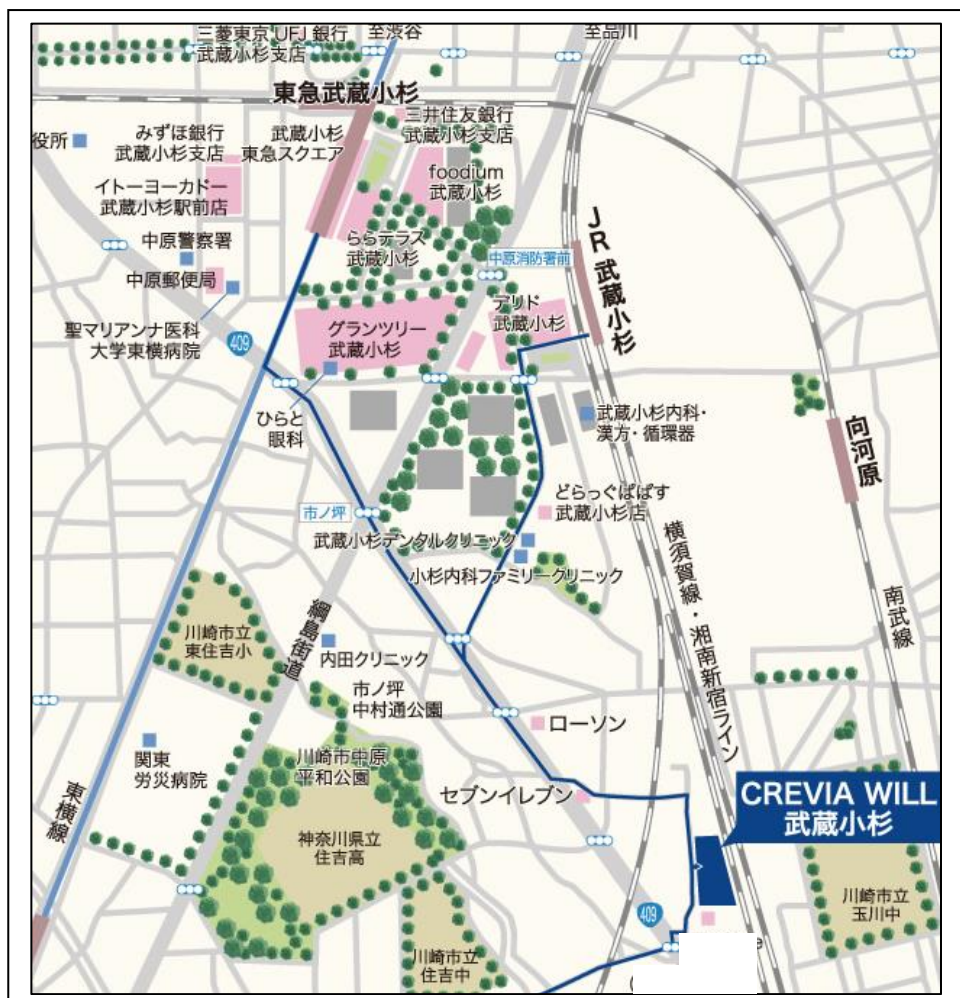 三菱東京UFJ銀行
武蔵小杉支店
至渋谷
至品川
東急武蔵小杉
三井住友銀行
武蔵小杉支店
役所
みずほ銀行
武蔵小杉支店
武蔵小杉
東急スクエア
foodium
武蔵小杉
イトーヨーカドー
武蔵小杉駅前店
ららテラス
武蔵小杉
中原警察署
中原消防署前
JR武蔵小杉
中原郵便局
聖マリアンナ医科
大学東横病院
409
グランツリー
武蔵小杉
アリド
武蔵小杉
ひらと
眼科
武蔵小杉内科・
漢方・循環器
向河原
どらっぐぱぱす
武蔵小杉店
市ノ坪
武蔵小杉デンタルクリニック
小杉内科ファミリークリニック
横須賀線・湘南新宿ライン
南武線
川崎市立
東住吉小
綱島街道
内田クリニック
市ノ坪
中村通公園
ローソン
関東
労災病院
川崎市中原
平和公園
セブンイレブン
東横線
CREVIA WILL
武蔵小杉
神奈川県立
住吉高
川崎市立
玉川中
409
川崎市立
住吉中
e